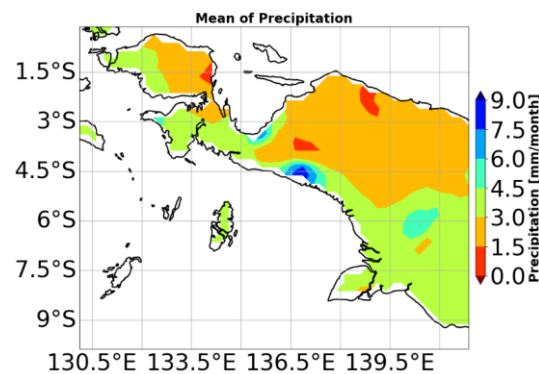 Mean of Precipitation
1.5°S
3°S
4.5°S
6°S
7.5°S
9°S
130.5°E 133.5°E 136.5°E 139.5°E
9.0
7.5
6.0
4.5
3.0
1.5
0.0
Precipitation [mm/month]